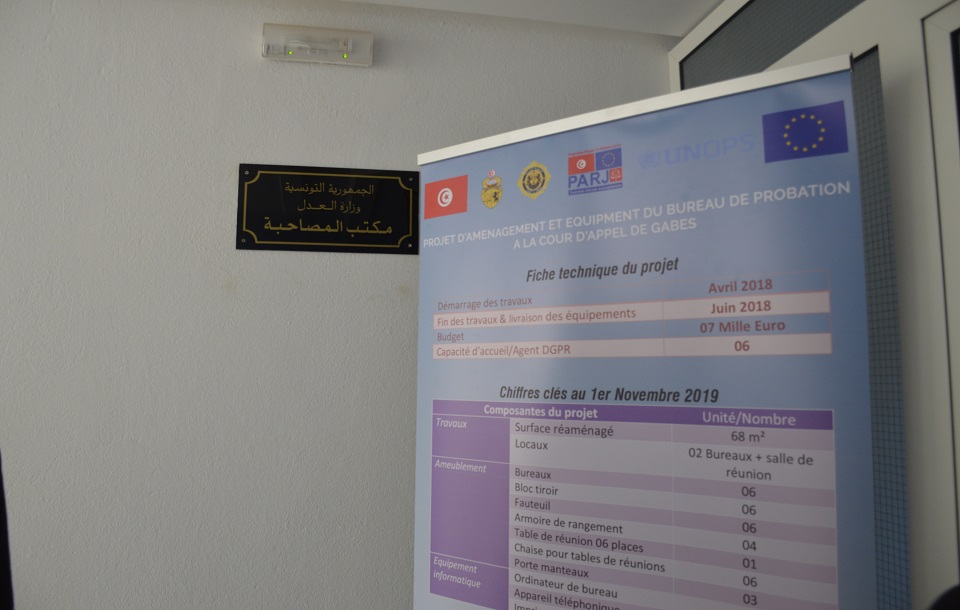 الجمهورية التونسية
وزارة العدل
مكتب المصاحبة
PARJ
UNOPS
PROJET D'AMENAGEMENT ET EQUIPMENT DU BUREAU DE PROBATION
A LA COUR D'APPEL DE GABES
Fiche technique du projet
Démarrage des travaux Avril 2018
Fin des travaux & livraison des équipements Juin 2018
Budget 07 Mille Euro
Capacité d'accueil/Agent DGPR 06
Chiffres clés au 1er Novembre 2019
Composantes du projet Unité/Nombre
Travaux Surface réaménagé 68 m²
Locaux 02 Bureaux + salle de
réunion
Ameublement Bureaux 06
Bloc tiroir 06
Fauteuil 06
Armoire de rangement 04
Table de réunion 06 places 01
Chaise pour tables de réunions 06
Porte manteaux 03
Equipement
informatique Ordinateur de bureau
Appareil téléphonique